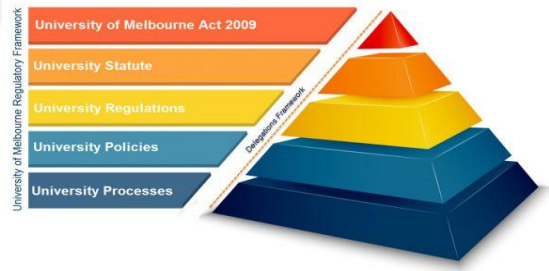 University of Melbourne Regulatory Framework
University of Melbourne Act 2009
University Statute
University Regulations
University Policies
University Processes
Delegations Framework